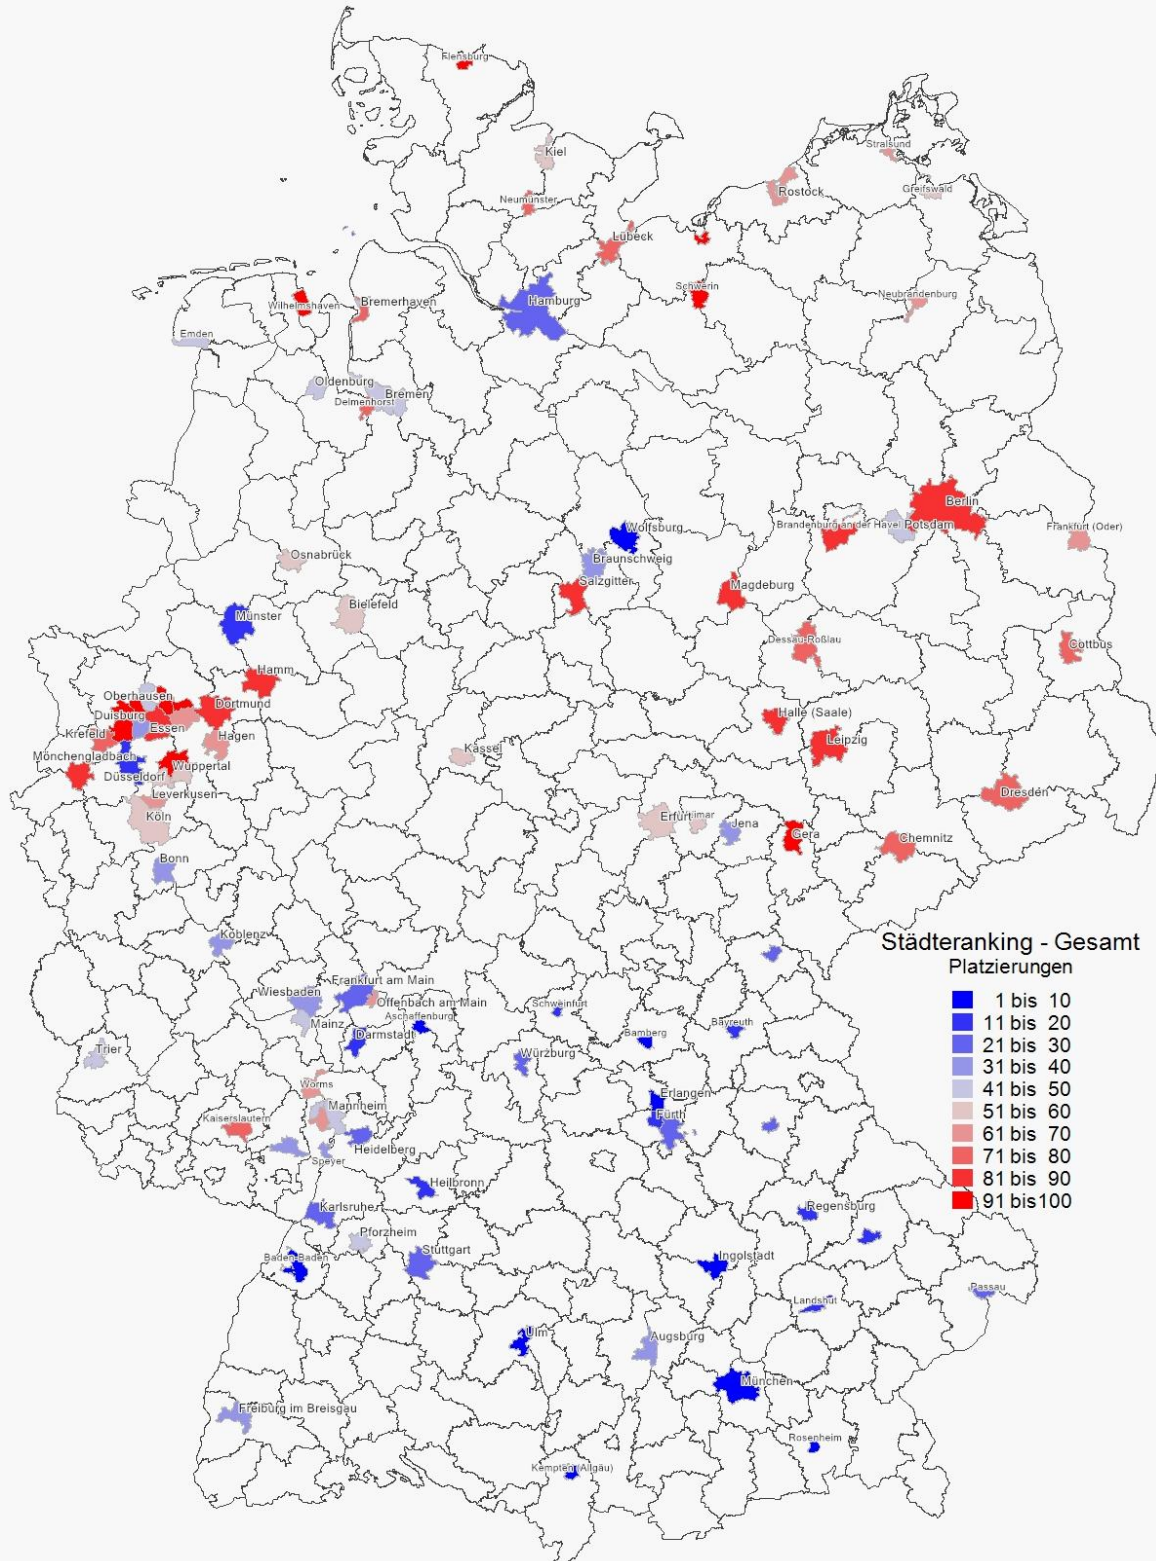 Flensburg
Kiel
Stralsund
Rostock
Greifswald
Neumünster
Lübeck
Schwerin
Hamburg
Neubrandenburg
Wilhelmshaven
Bremerhaven
Emden
Oldenburg
Bremen
Delmenhorst
Berlin
Wolfsburg
Brandenburg an der Havel
Potsdam
Frankfurt (Oder)
Osnabrück
Braunschweig
Salzgitter
Magdeburg
Bielefeld
Münster
Dessau-Roßlau
Cottbus
Hamm
Oberhausen
Dortmund
Duisburg
Essen
Krefeld
Hagen
Halle (Saale)
Leipzig
Kassel
Mönchengladbach
Wuppertal
Düsseldorf
Leverkusen
Dresden
Köln
Erfurt
imar
Jena
Gera
Chemnitz
Bonn
Koblenz
Städteranking - Gesamt
Platzierungen
1 bis 10
11 bis 20
21 bis 30
31 bis 40
41 bis 50
51 bis 60
61 bis 70
71 bis 80
81 bis 90
91 bis100
Frankfurt am Main
Wiesbaden
Offenbach am Main
Schweinfurt
Aschaffenburg
Mainz
Darmstadt
Bamberg
Bayreuth
Trier
Würzburg
Worms
Erlangen
Mannheim
Fürth
Kaiserslautern
Heidelberg
Speyer
Heilbronn
Karlsruhe
Regensburg
Pforzheim
Stuttgart
Baden-Baden
Ingolstadt
Passau
Landshut
Ulm
Augsburg
München
Freiburg im Breisgau
Rosenheim
Kempten (Allgäu)